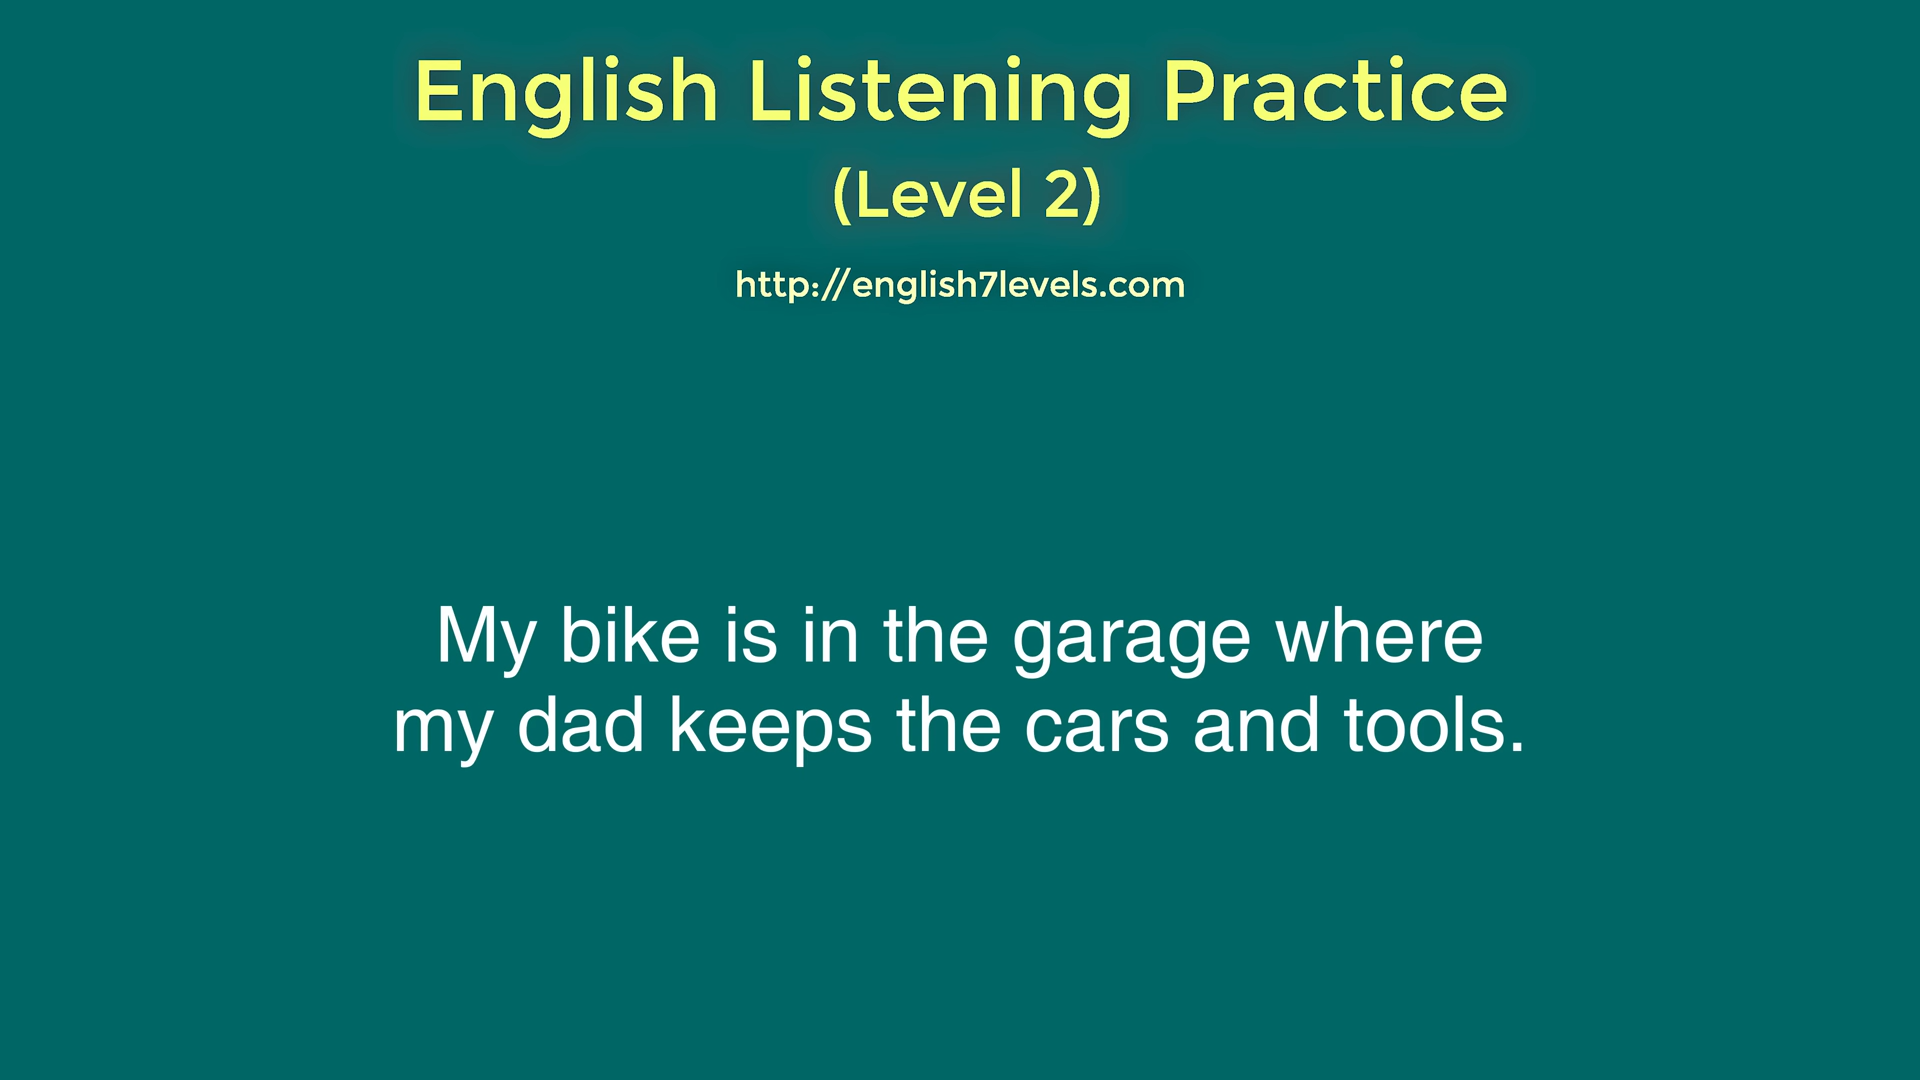 English Listening Practice
(Level 2)
http://english7levels.com
My bike is in the garage where
my dad keeps the cars and tools.